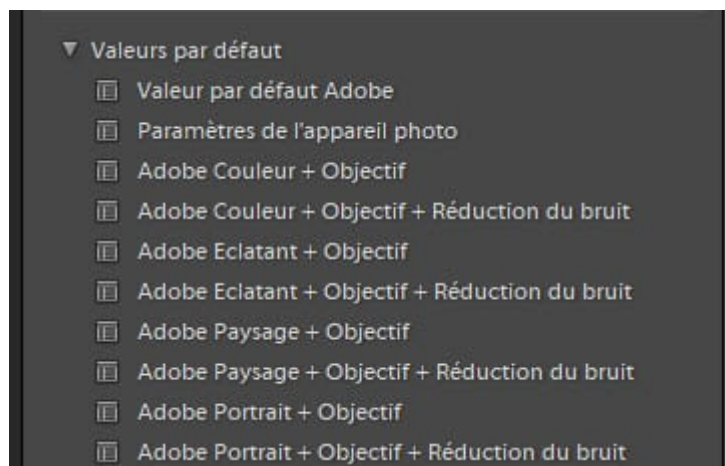 Valeurs par défaut
Valeur par défaut Adobe
Paramètres de l'appareil photo
Adobe Couleur + Objectif
Adobe Couleur + Objectif + Réduction du bruit
Adobe Eclatant + Objectif
Adobe Eclatant + Objectif + Réduction du bruit
Adobe Paysage + Objectif
Adobe Paysage + Objectif + Réduction du bruit
Adobe Portrait + Objectif
Adobe Portrait + Objectif + Réduction du bruit